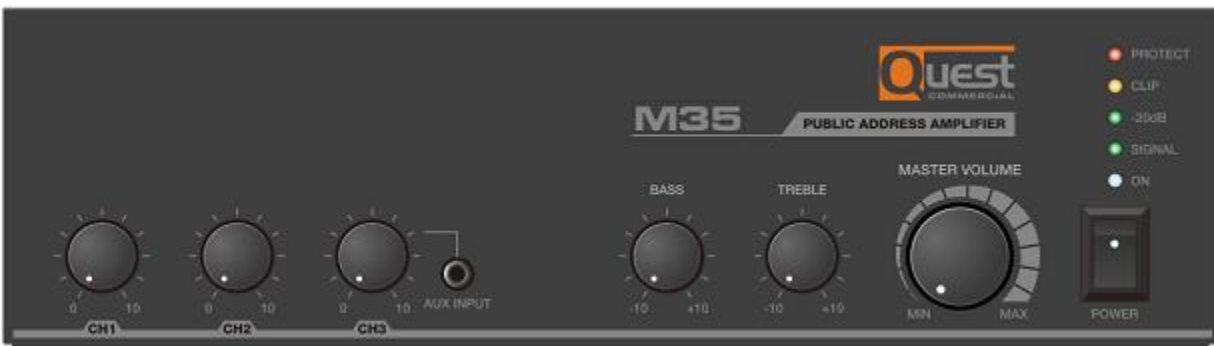 Quest
COMMERCIAL
M35
PUBLIC ADDRESS AMPLIFIER
PROTECT
CLIP
-20dB
SIGNAL
ON
BASS
TREBLE
MASTER VOLUME
0 10
CH1
0 10
CH2
0 10
CH3
AUX INPUT
-10 +10
-10 +10
MIN MAX
POWER